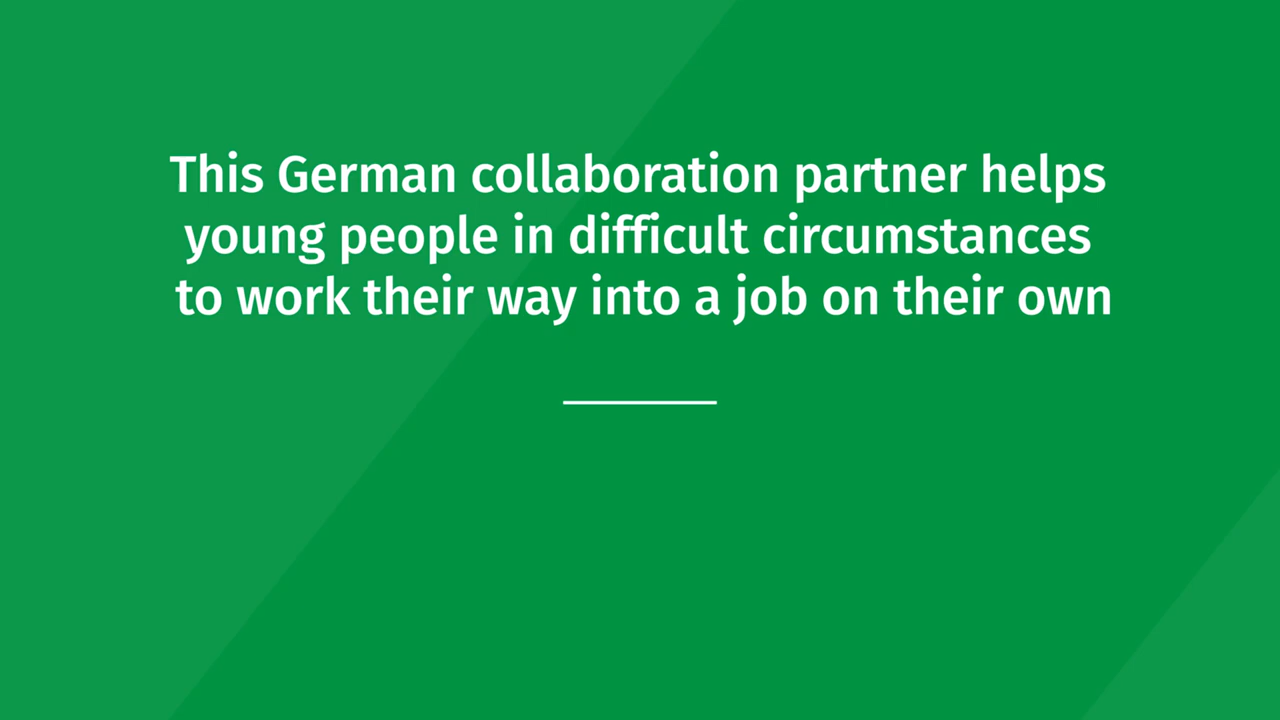 This German collaboration partner helps
young people in difficult circumstances
to work their way into a job on their own